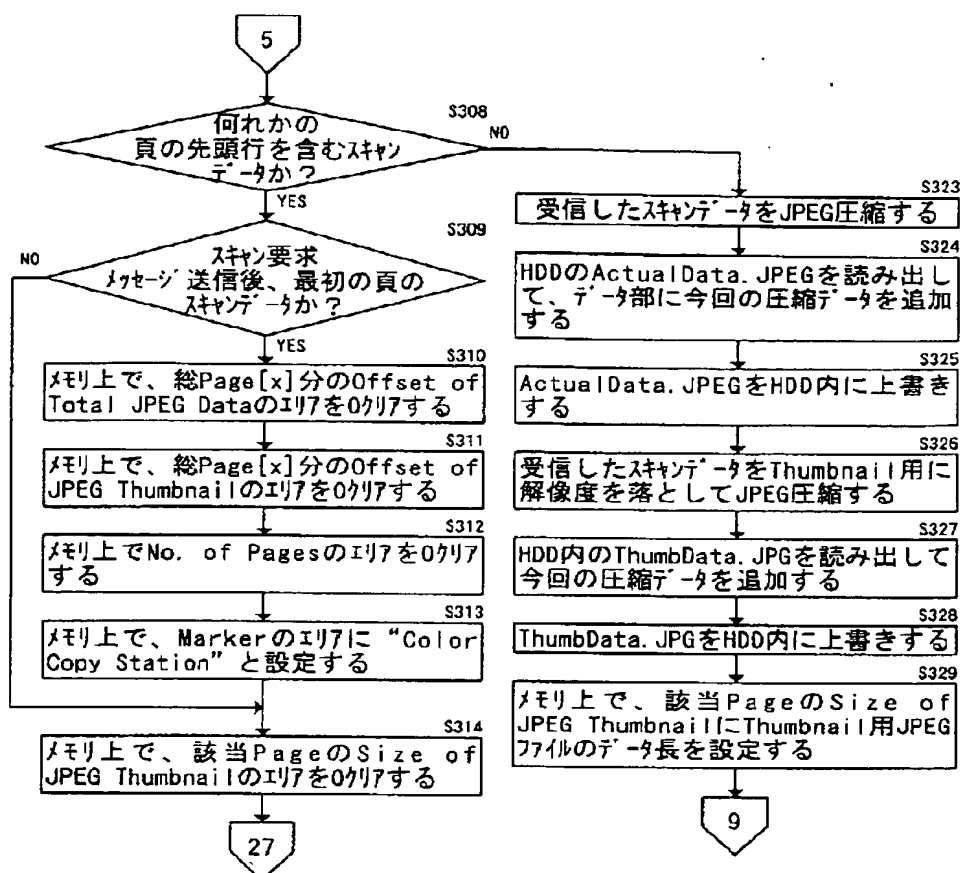 5
S308
何れかの
頁の先頭行を含むスキャン
データか?
NO
YES
S309
スキャン要求
メッセージ送信後、最初の頁の
スキャンデータか?
NO
YES
S310
メモリ上で、総Page[x]分のOffset of
Total JPEG Dataのエリアを0クリアする
S311
メモリ上で、総Page[x]分のOffset of
JPEG Thumbnailのエリアを0クリアする
S312
メモリ上でNo. of Pagesのエリアを0クリア
する
S313
メモリ上で、Markerのエリアに“Color
Copy Station”と設定する
S314
メモリ上で、該当PageのSize of
JPEG Thumbnailのエリアを0クリアする
27
S323
受信したスキャンデータをJPEG圧縮する
S324
HDDのActualData.JPEGを読み出し
て、データ部に今回の圧縮データを追加
する
S325
ActualData.JPEGをHDD内に上書き
する
S326
受信したスキャンデータをThumbnail用に
解像度を落としてJPEG圧縮する
S327
HDD内のThumbData.JPGを読み出して
今回の圧縮データを追加する
S328
ThumbData.JPGをHDD内に上書きする
S329
メモリ上で、該当PageのSize of
JPEG ThumbnailにThumbnail用JPEG
ファイルのデータ長を設定する
9